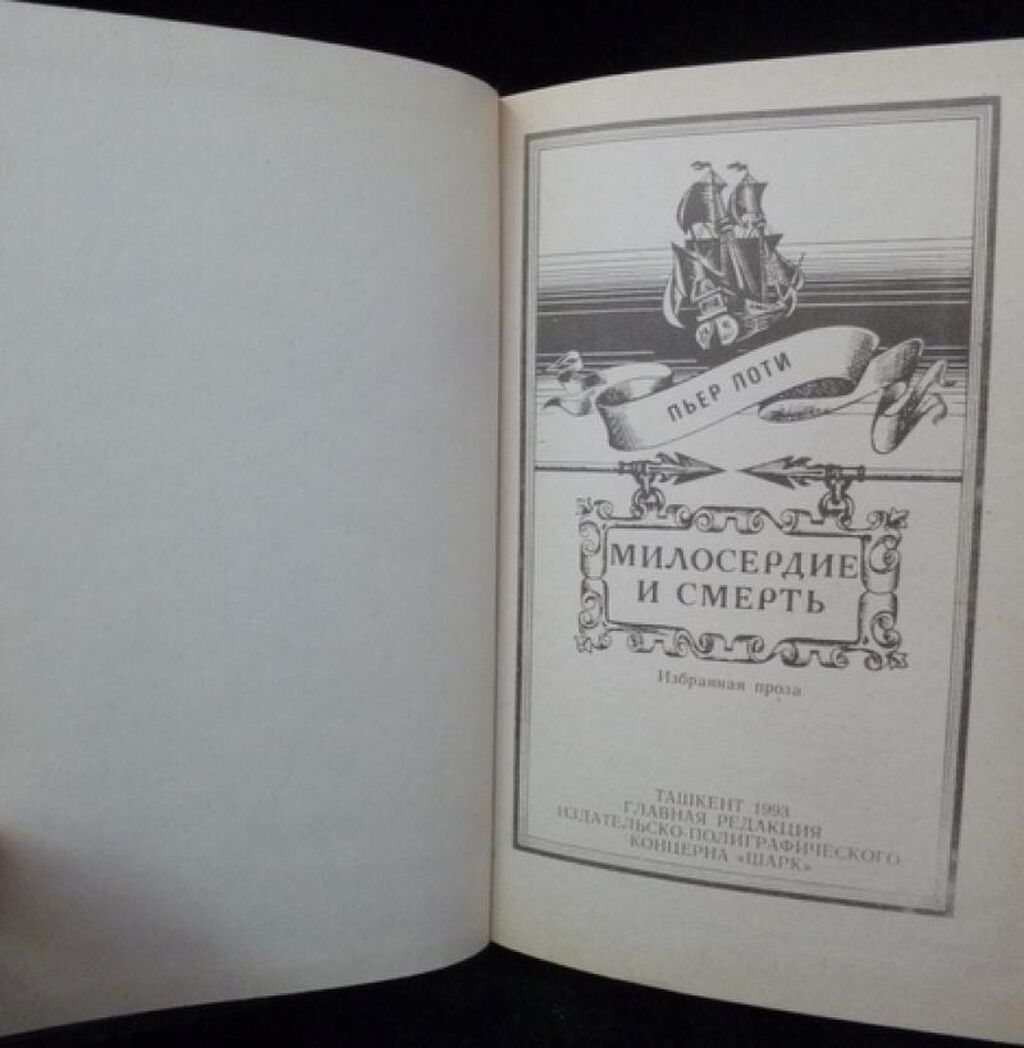 ПЬЕР ЛОТИ
МИЛОСЕРДИЕ
И СМЕРТЬ
Избранная проза
ТАШКЕНТ 1993
ГЛАВНАЯ РЕДАКЦИЯ
ИЗДАТЕЛЬСКО-ПОЛИГРАФИЧЕСКОГО
КОНЦЕРНА «ШАРК»